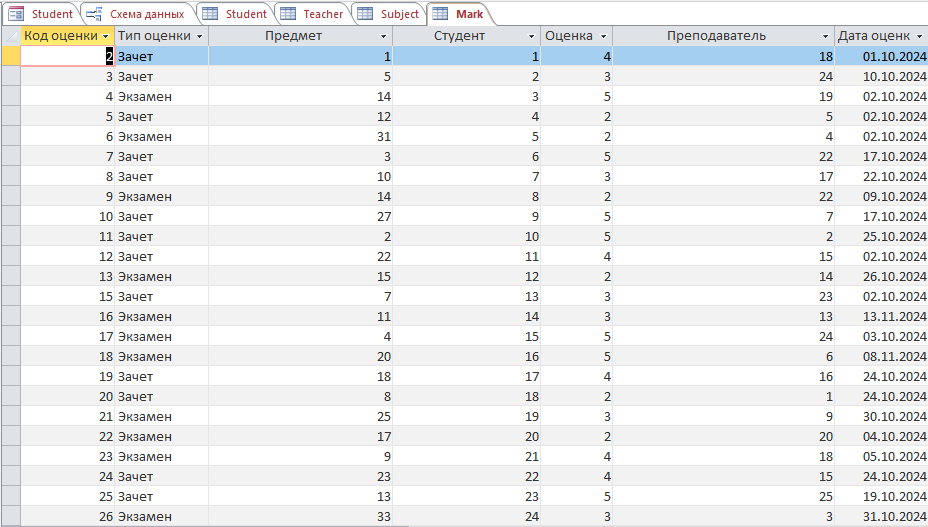 Student Схема данных Student Teacher Subject Mark
Код оценки Тип оценки Предмет Студент Оценка Преподаватель Дата оценк
2 Зачет 1 1 4 18 01.10.2024
3 Зачет 5 2 3 24 10.10.2024
4 Экзамен 14 3 5 19 02.10.2024
5 Зачет 12 4 2 5 02.10.2024
6 Экзамен 31 5 2 4 02.10.2024
7 Зачет 3 6 5 22 17.10.2024
8 Зачет 10 7 3 17 22.10.2024
9 Экзамен 14 8 2 22 09.10.2024
10 Зачет 27 9 5 7 17.10.2024
11 Зачет 2 10 5 2 25.10.2024
12 Зачет 22 11 4 15 02.10.2024
13 Экзамен 15 12 2 14 26.10.2024
15 Зачет 7 13 3 23 02.10.2024
16 Экзамен 11 14 3 13 13.11.2024
17 Экзамен 4 15 5 24 03.10.2024
18 Экзамен 20 16 5 6 08.11.2024
19 Зачет 18 17 4 16 24.10.2024
20 Зачет 8 18 2 1 24.10.2024
21 Экзамен 25 19 3 9 30.10.2024
22 Экзамен 17 20 2 20 04.10.2024
23 Экзамен 9 21 4 18 05.10.2024
24 Зачет 23 22 4 15 24.10.2024
25 Зачет 13 23 5 25 19.10.2024
26 Экзамен 33 24 3 3 31.10.2024